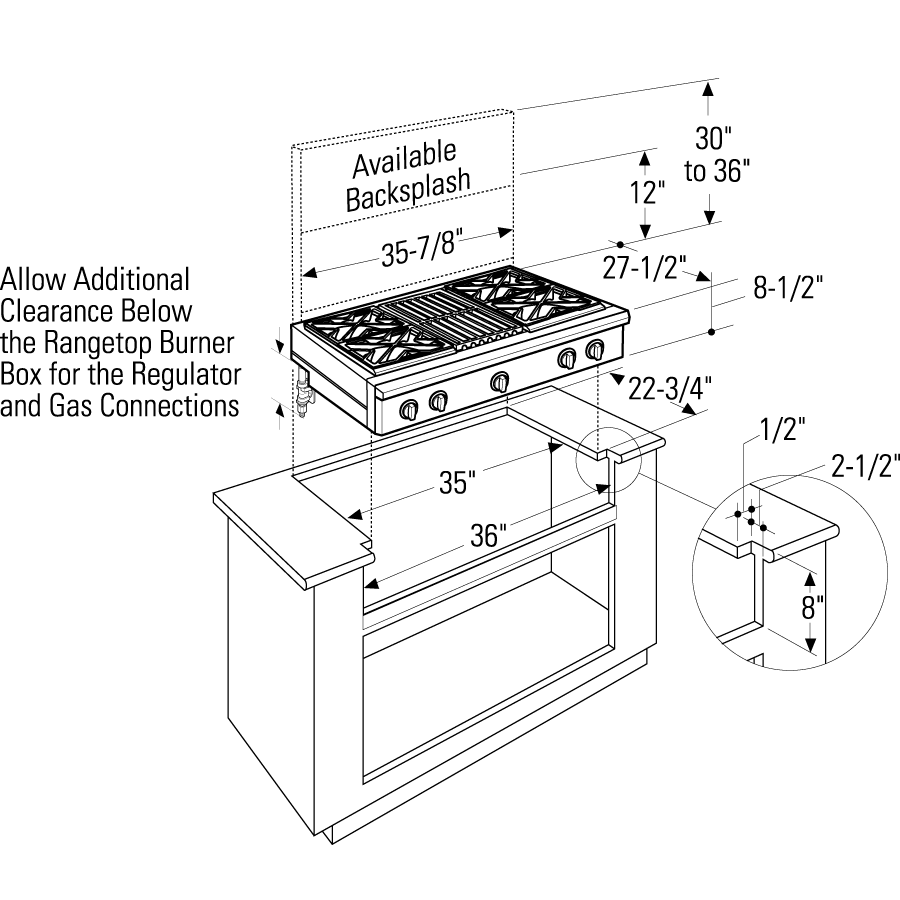 Available
Backsplash
30"
to 36"
12"
35-7/8"
27-1/2"
8-1/2"
Allow Additional
Clearance Below
the Rangetop Burner
Box for the Regulator
and Gas Connections
22-3/4"
1/2"
2-1/2"
35"
36"
8"